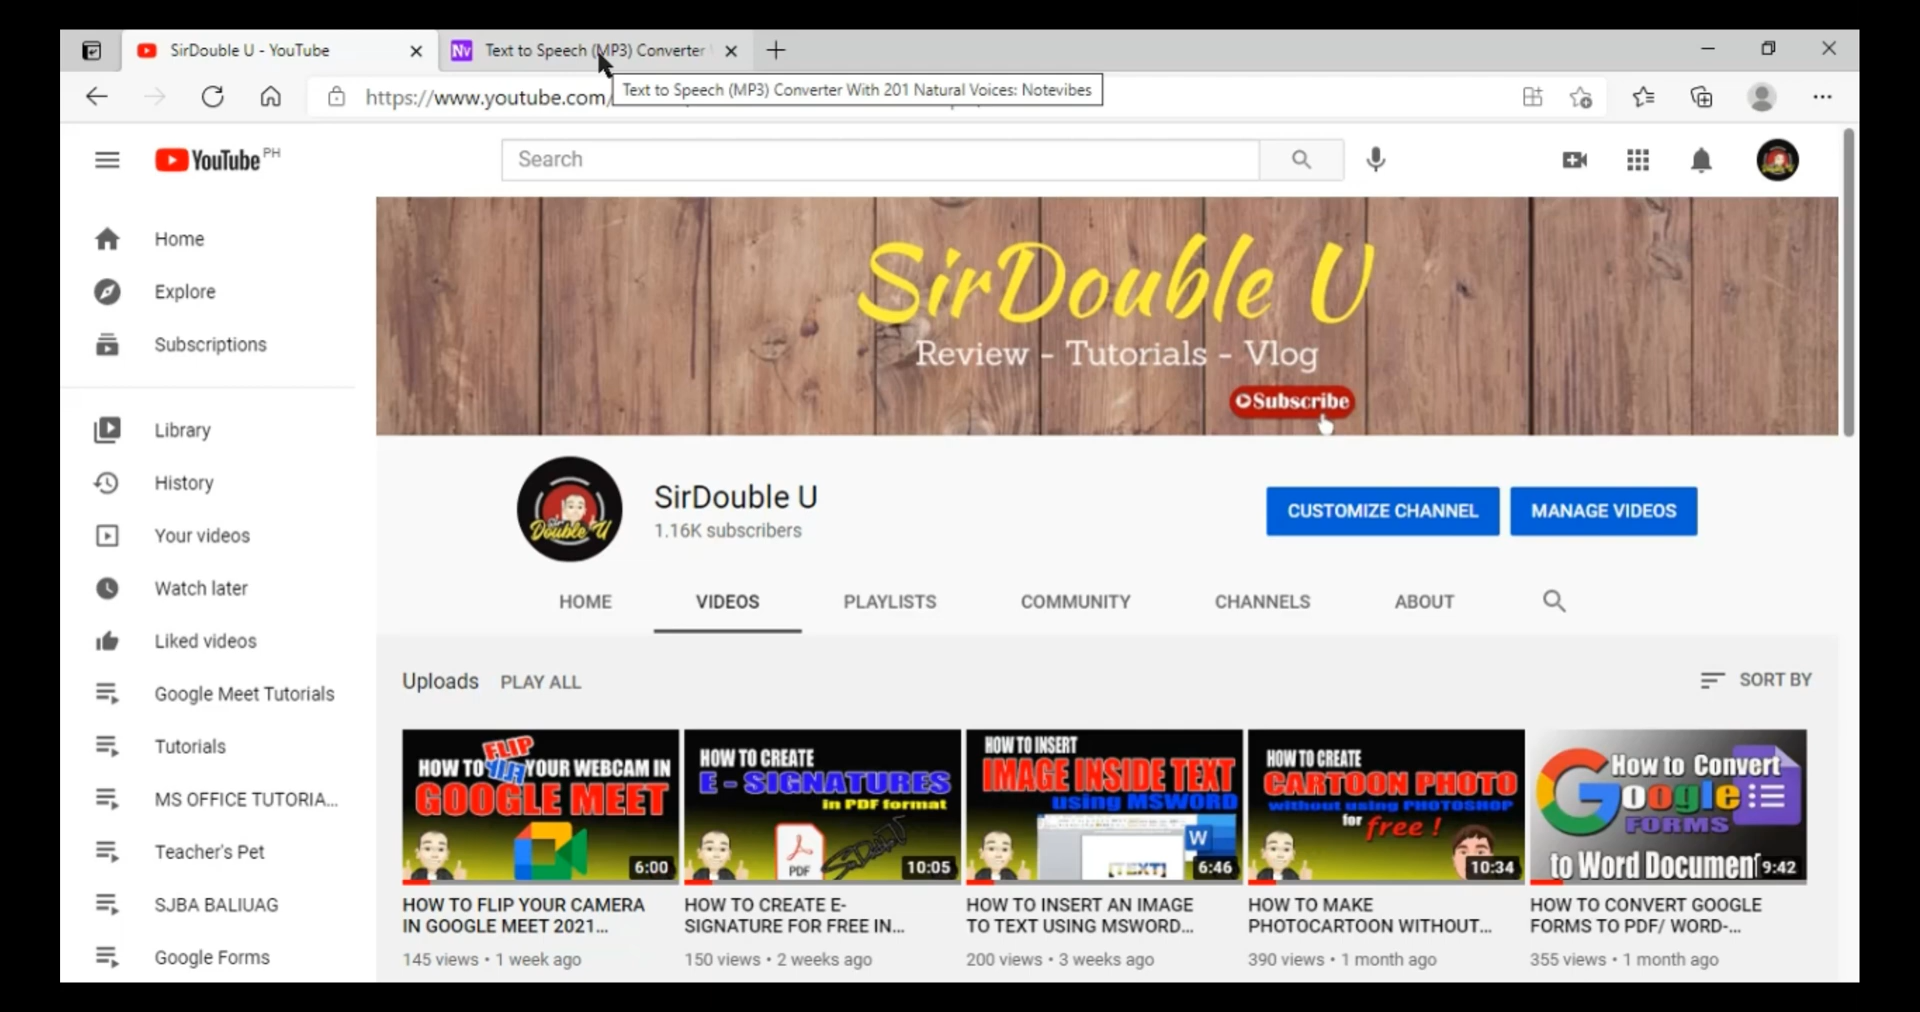 SirDouble U - YouTube
Nv Text to Speech (MP3) Converter
https://www.youtube.com/
Text to Speech (MP3) Converter With 201 Natural Voices: Notevibes
YouTube PH
Search
Home
Explore
Subscriptions
Library
History
Your videos
Watch later
Liked videos
Google Meet Tutorials
Tutorials
MS OFFICE TUTORIA...
Teacher's Pet
SJBA BALIUAG
Google Forms
SirDouble U
Review - Tutorials - Vlog
Subscribe
Double U
SirDouble U
1.16K subscribers
CUSTOMIZE CHANNEL
MANAGE VIDEOS
HOME
VIDEOS
PLAYLISTS
COMMUNITY
CHANNELS
ABOUT
Uploads
PLAY ALL
SORT BY
HOW TO FLIP YOUR WEBCAM IN
GOOGLE MEET
6:00
HOW TO FLIP YOUR CAMERA
IN GOOGLE MEET 2021...
145 views • 1 week ago
HOW TO CREATE
E - SIGNATURES
in PDF format
PDF
10:05
HOW TO CREATE E-
SIGNATURE FOR FREE IN...
150 views • 2 weeks ago
HOW TO INSERT
IMAGE INSIDE TEXT
using MSWORD
W
[TEXT]
6:46
HOW TO INSERT AN IMAGE
TO TEXT USING MSWORD...
200 views • 3 weeks ago
HOW TO CREATE
CARTOON PHOTO
without using PHOTOSHOP
for free !
10:34
HOW TO MAKE
PHOTOCARTOON WITHOUT...
390 views • 1 month ago
How to Convert
Google
FORMS
to Word Document
9:42
HOW TO CONVERT GOOGLE
FORMS TO PDF/ WORD-...
355 views • 1 month ago